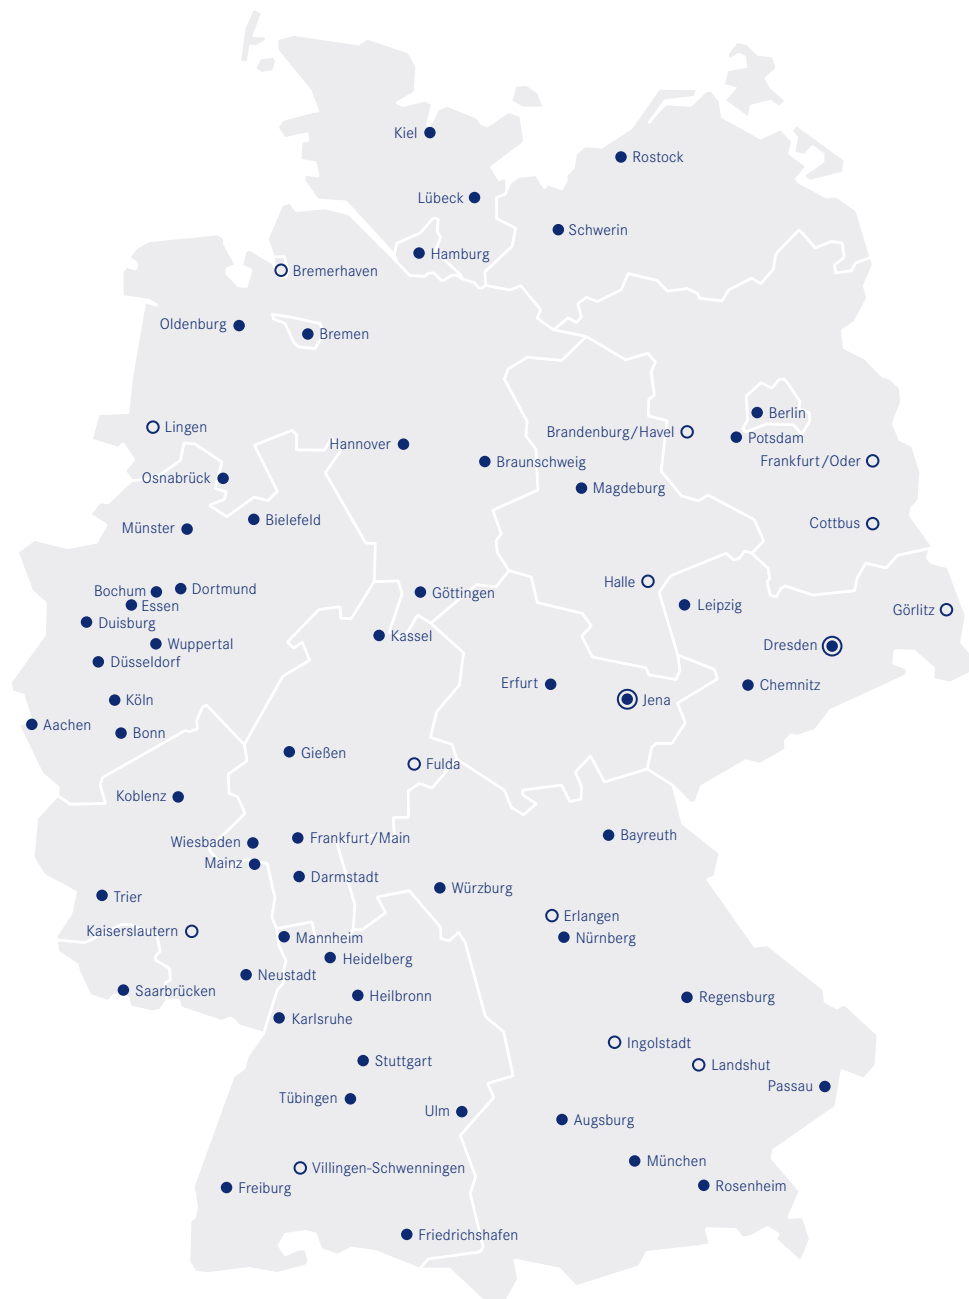 Kiel
Rostock
Lübeck
Schwerin
Hamburg
Bremerhaven
Oldenburg
Bremen
Berlin
Lingen
Brandenburg/Havel
Potsdam
Hannover
Braunschweig
Frankfurt/Oder
Osnabrück
Magdeburg
Bielefeld
Cottbus
Münster
Halle
Bochum
Dortmund
Göttingen
Essen
Leipzig
Görlitz
Duisburg
Kassel
Wuppertal
Dresden
Düsseldorf
Erfurt
Chemnitz
Köln
Jena
Aachen
Bonn
Gießen
Fulda
Koblenz
Bayreuth
Frankfurt/Main
Wiesbaden
Mainz
Darmstadt
Würzburg
Trier
Erlangen
Kaiserslautern
Mannheim
Nürnberg
Heidelberg
Neustadt
Saarbrücken
Heilbronn
Regensburg
Karlsruhe
Ingolstadt
Stuttgart
Landshut
Passau
Tübingen
Ulm
Augsburg
München
Villingen-Schwenningen
Rosenheim
Freiburg
Friedrichshafen